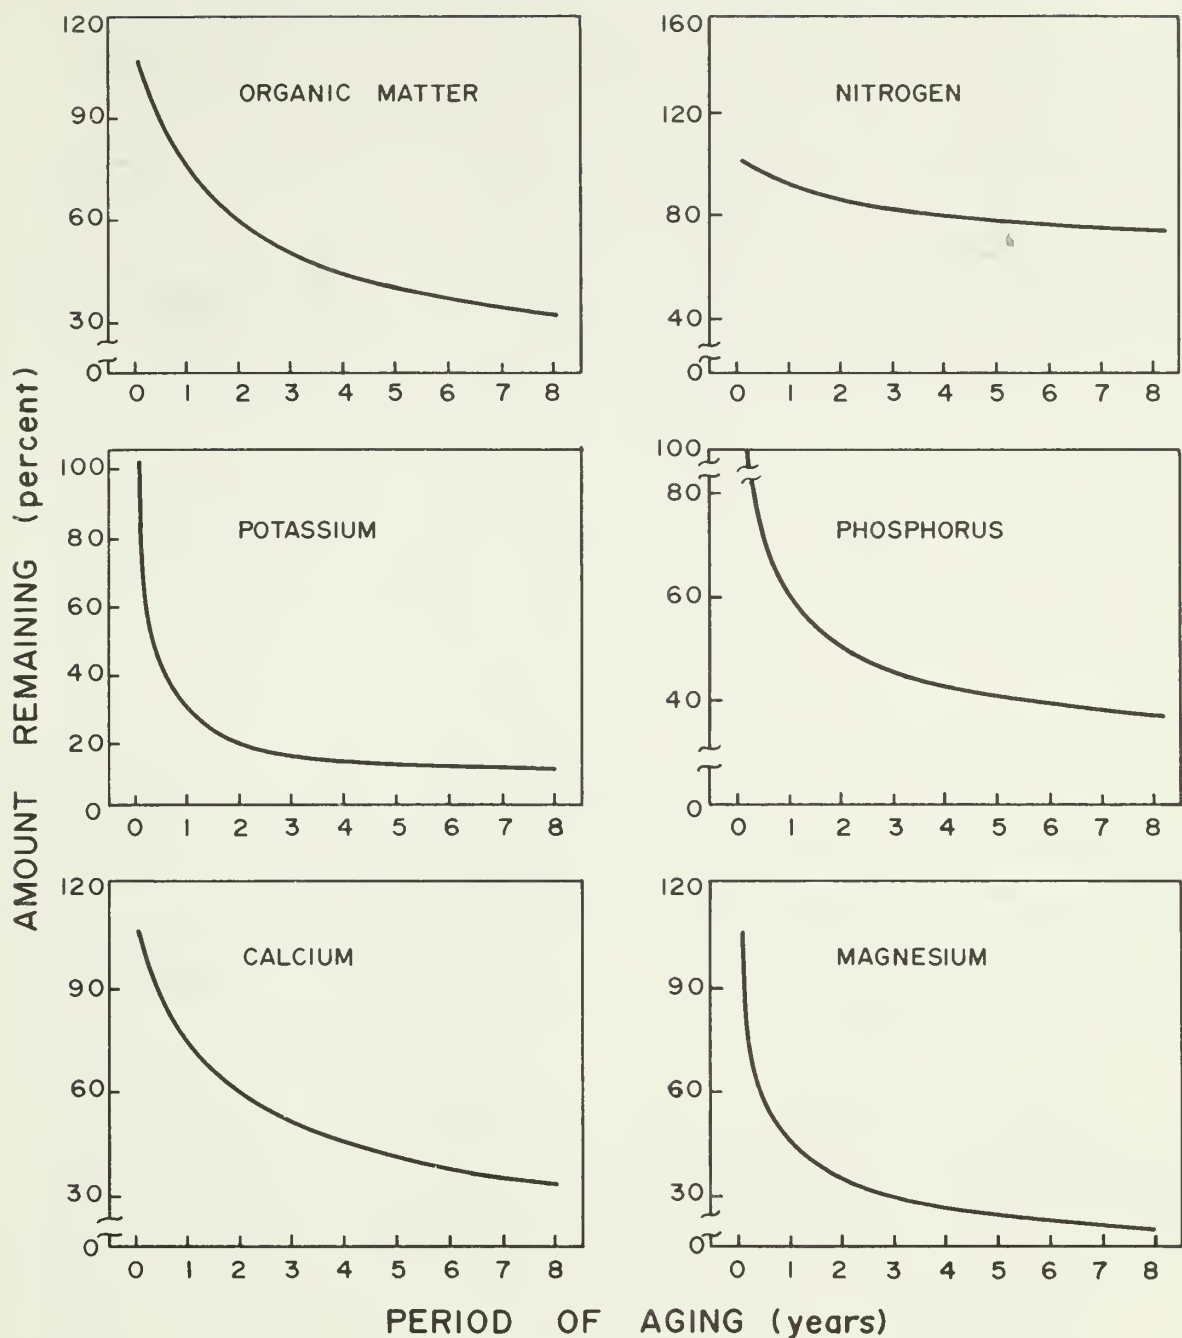 AMOUNT REMAINING (percent)
120
90
60
30
0
ORGANIC MATTER
0 1 2 3 4 5 6 7 8
160
120
80
40
0
NITROGEN
0 1 2 3 4 5 6 7 8
100
80
60
40
20
0
POTASSIUM
0 1 2 3 4 5 6 7 8
100
80
60
40
0
PHOSPHORUS
0 1 2 3 4 5 6 7 8
120
90
60
30
0
CALCIUM
0 1 2 3 4 5 6 7 8
120
90
60
30
0
MAGNESIUM
0 1 2 3 4 5 6 7 8
PERIOD OF AGING (years)